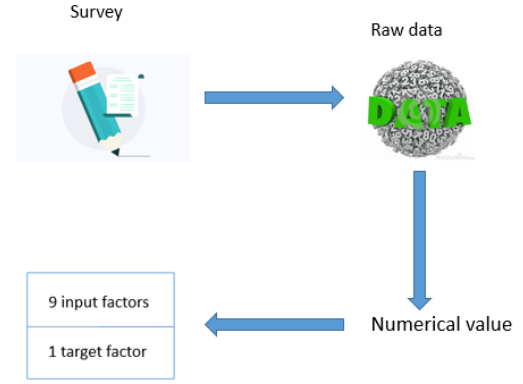 Survey
Raw data
DATA
Numerical value
9 input factors
1 target factor